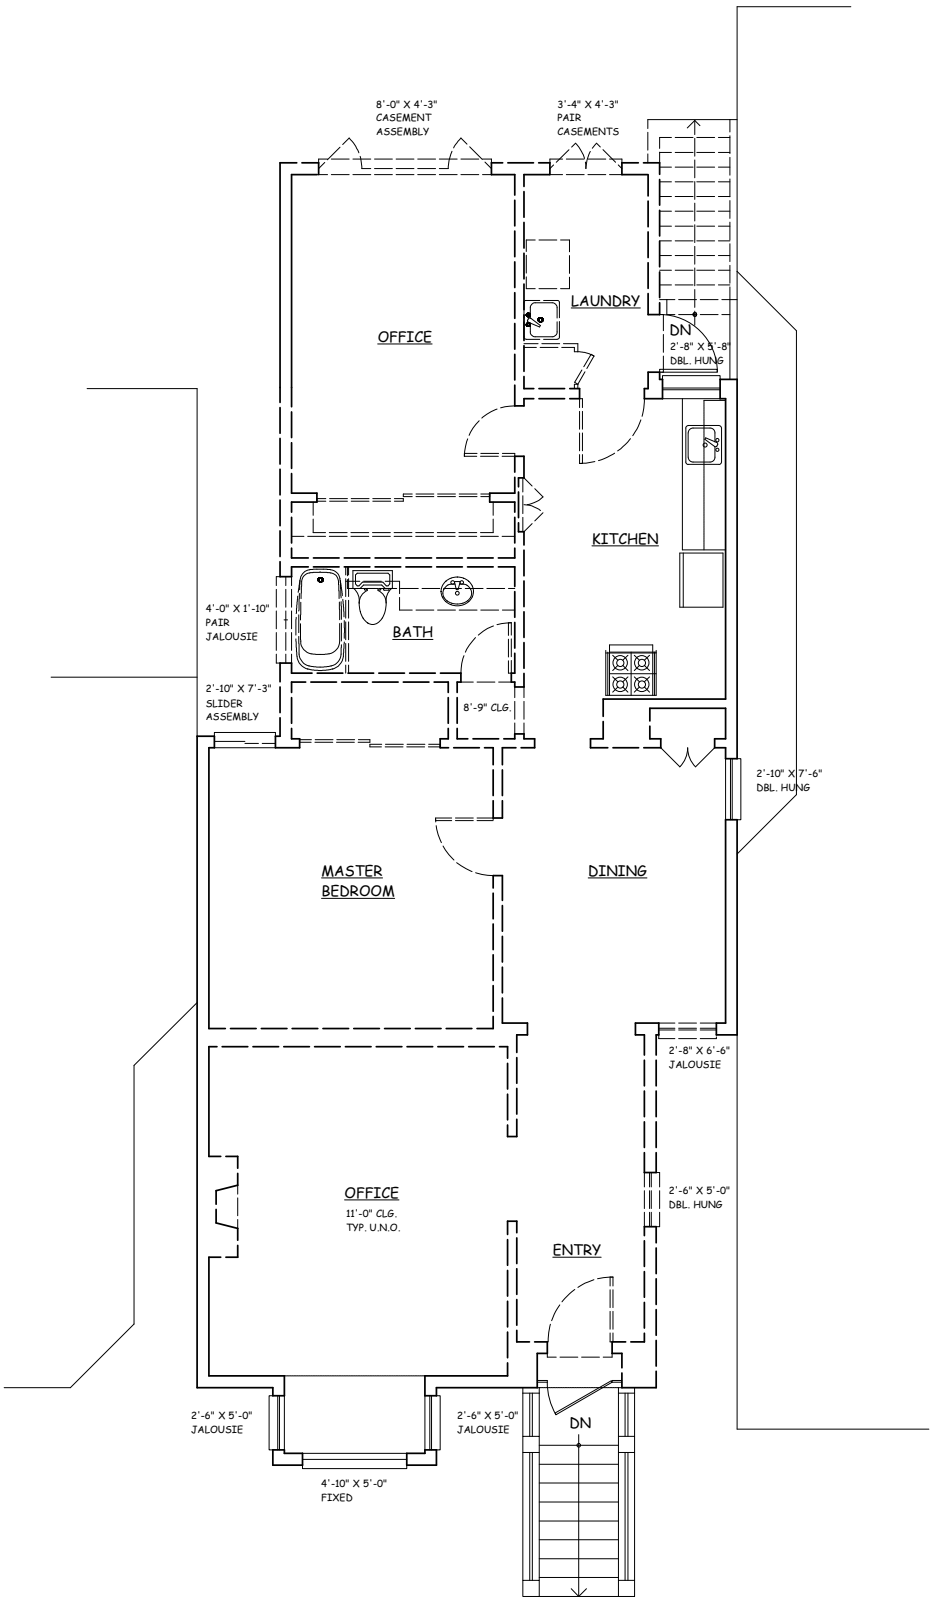 8'-0" X 4'-3"
CASEMENT
ASSEMBLY
3'-4" X 4'-3"
PAIR
CASEMENTS
LAUNDRY
OFFICE
DN
2'-8" X 5'-8"
DBL. HUNG
KITCHEN
4'-0" X 1'-10"
PAIR
JALOUSIE
BATH
2'-10" X 7'-3"
SLIDER
ASSEMBLY
8'-9" CLG.
2'-10" X 7'-6"
DBL. HUNG
MASTER
BEDROOM
DINING
2'-8" X 6'-6"
JALOUSIE
OFFICE
11'-0" CLG.
TYP. U.N.O.
2'-6" X 5'-0"
DBL. HUNG
ENTRY
2'-6" X 5'-0"
JALOUSIE
2'-6" X 5'-0"
JALOUSIE
DN
4'-10" X 5'-0"
FIXED